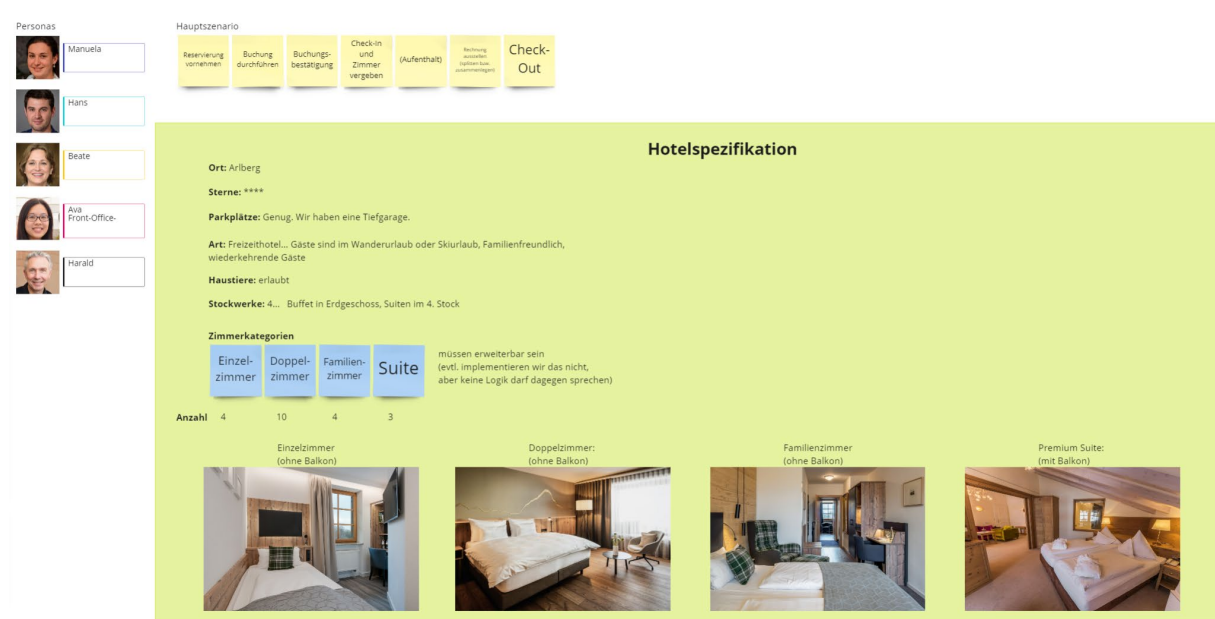 Personas
Manuela
Hans
Beate
Ava
Front-Office-
Harald
Hauptszenario
Reservierung
vornehmen
Buchung
durchführen
Buchungs-
bestätigung
Check-In
und
Zimmer
vergeben
(Aufenthalt)
Rechnung
ausstellen
(splitten bzw.
zusammenlegen)
Check-
Out
Hotelspezifikation
Ort: Arlberg
Sterne: ****
Parkplätze: Genug. Wir haben eine Tiefgarage.
Art: Freizeithotel... Gäste sind im Wanderurlaub oder Skiurlaub, Familienfreundlich,
wiederkehrende Gäste
Haustiere: erlaubt
Stockwerke: 4... Buffet in Erdgeschoss, Suiten im 4. Stock
Zimmerkategorien
Einzel-
zimmer
Doppel-
zimmer
Familien-
zimmer
Suite
müssen erweiterbar sein
(evtl. implementieren wir das nicht,
aber keine Logik darf dagegen sprechen)
Anzahl 4 10 4 3
Einzelzimmer
(ohne Balkon)
Doppelzimmer:
(ohne Balkon)
Familienzimmer
(ohne Balkon)
Premium Suite:
(mit Balkon)